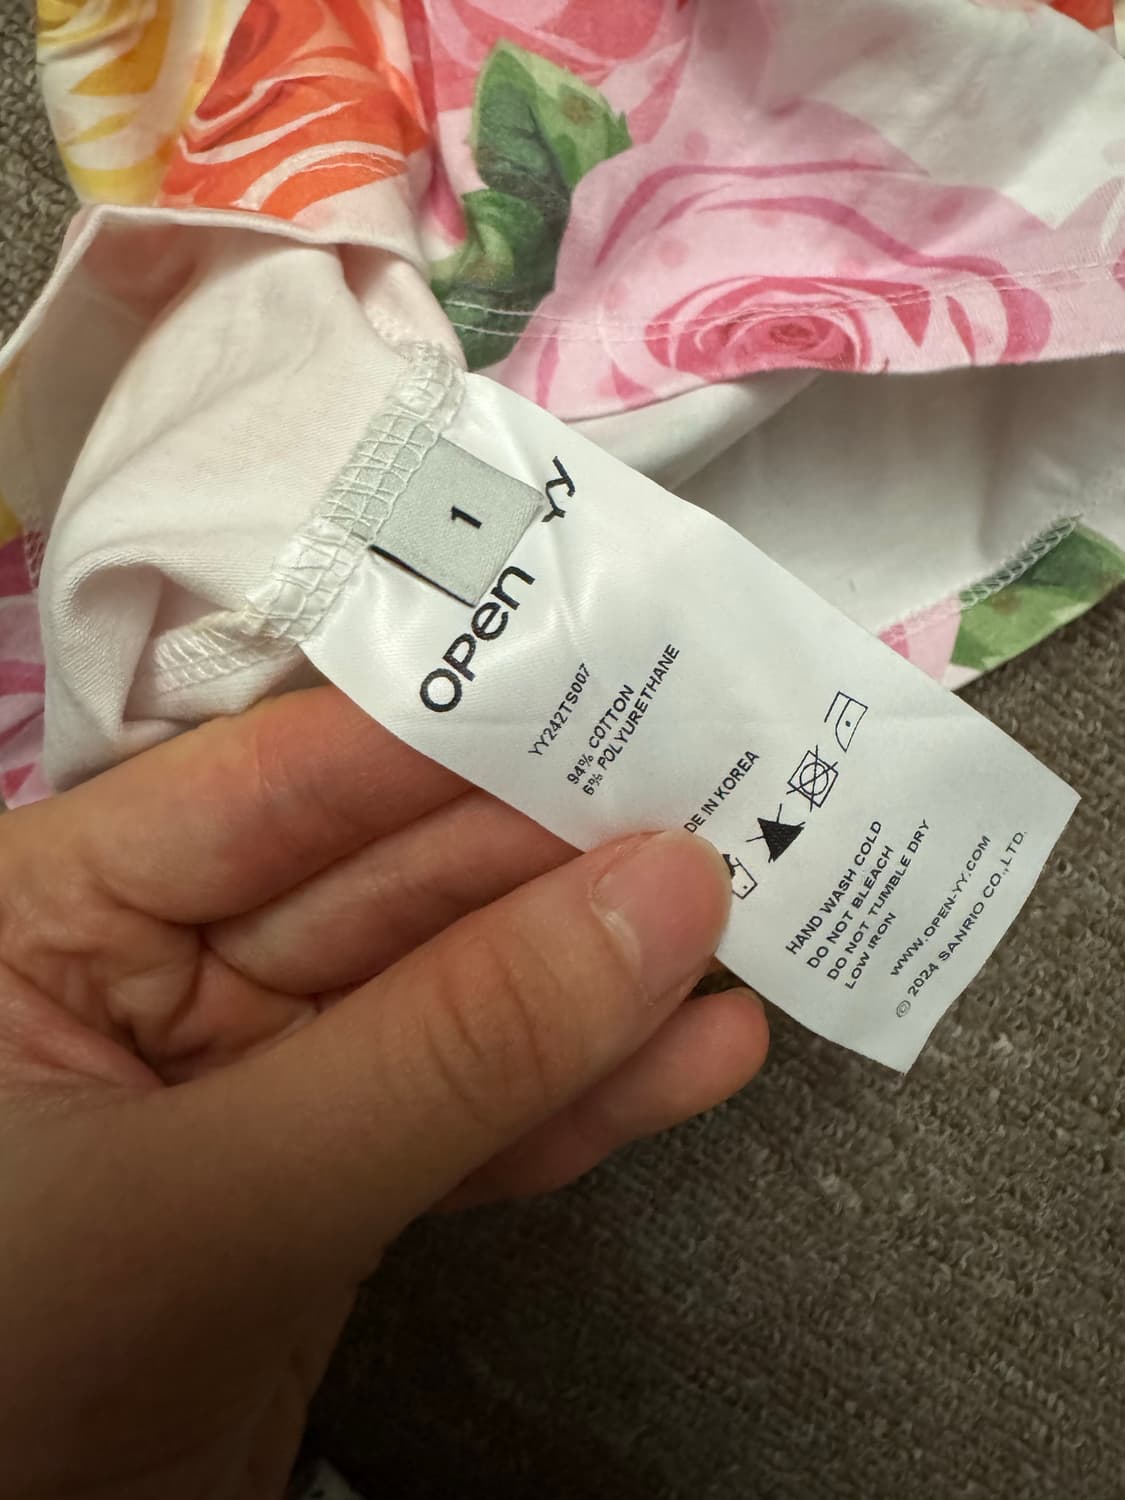 1
OPen YY
YY242TS007
94% COTTON
6% POLYURETHANE
DE IN KOREA
HAND WASH COLD
DO NOT BLEACH
DO NOT TUMBLE DRY
LOW IRON
WWW.OPEN-YY.COM
© 2024 SANRIO CO., LTD.